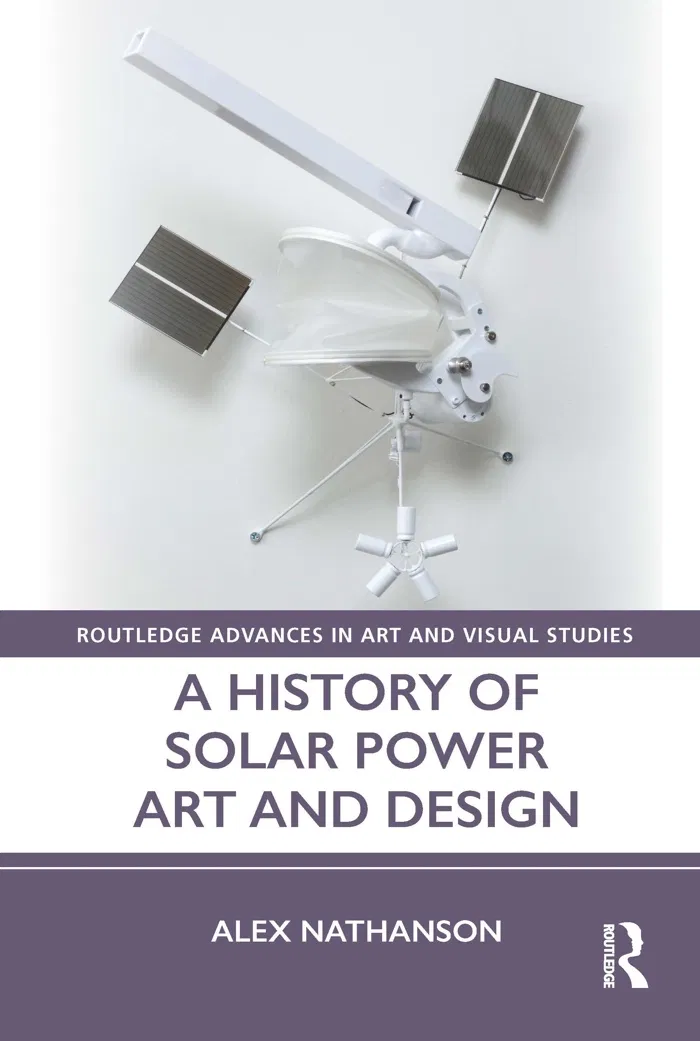 ROUTLEDGE ADVANCES IN ART AND VISUAL STUDIES
A HISTORY OF
SOLAR POWER
ART AND DESIGN
ALEX NATHANSON
ROUTLEDGE